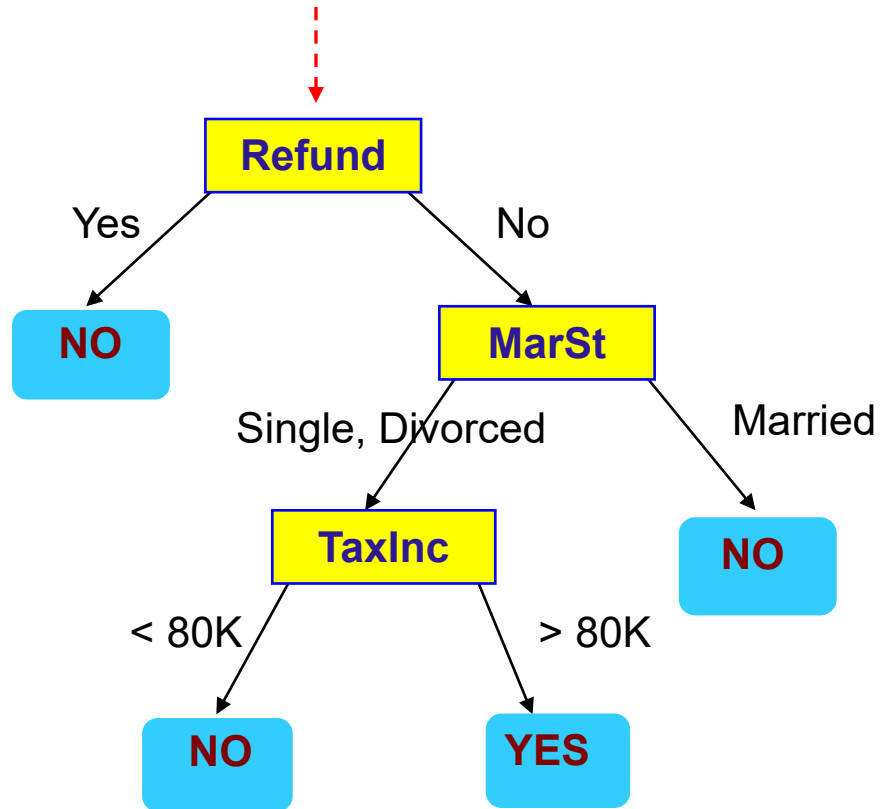 Refund
Yes
No
NO
MarSt
Single, Divorced
Married
TaxInc
NO
< 80K
> 80K
NO
YES